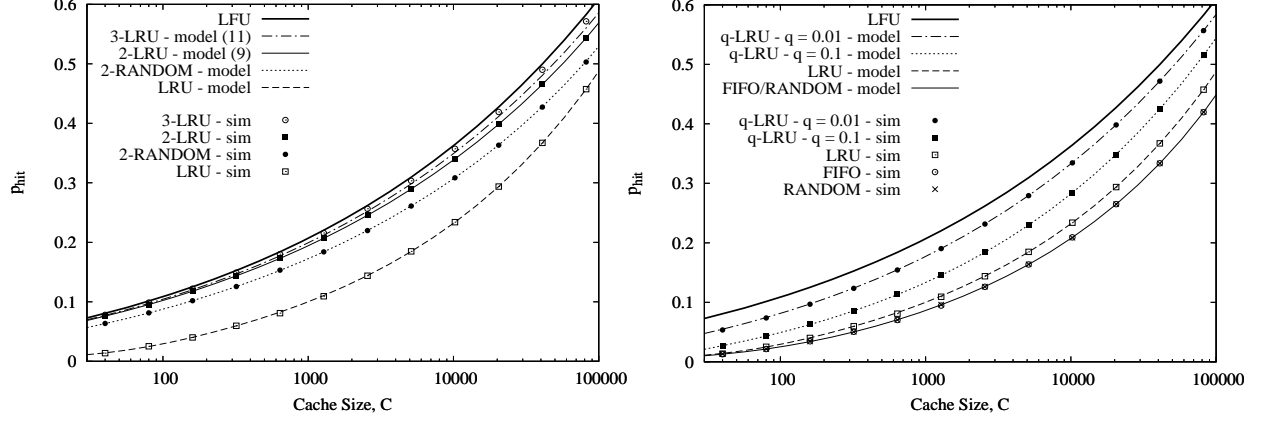 0.6
0.5
0.4
0.3
0.2
0.1
0
p_hit
LFU
3-LRU - model (11)
2-LRU - model (9)
2-RANDOM - model
LRU - model
3-LRU - sim
2-LRU - sim
2-RANDOM - sim
LRU - sim
100
1000
10000
100000
Cache Size, C
0.6
0.5
0.4
0.3
0.2
0.1
0
p_hit
LFU
q-LRU - q = 0.01 - model
q-LRU - q = 0.1 - model
LRU - model
FIFO/RANDOM - model
q-LRU - q = 0.01 - sim
q-LRU - q = 0.1 - sim
LRU - sim
FIFO - sim
RANDOM - sim
100
1000
10000
100000
Cache Size, C